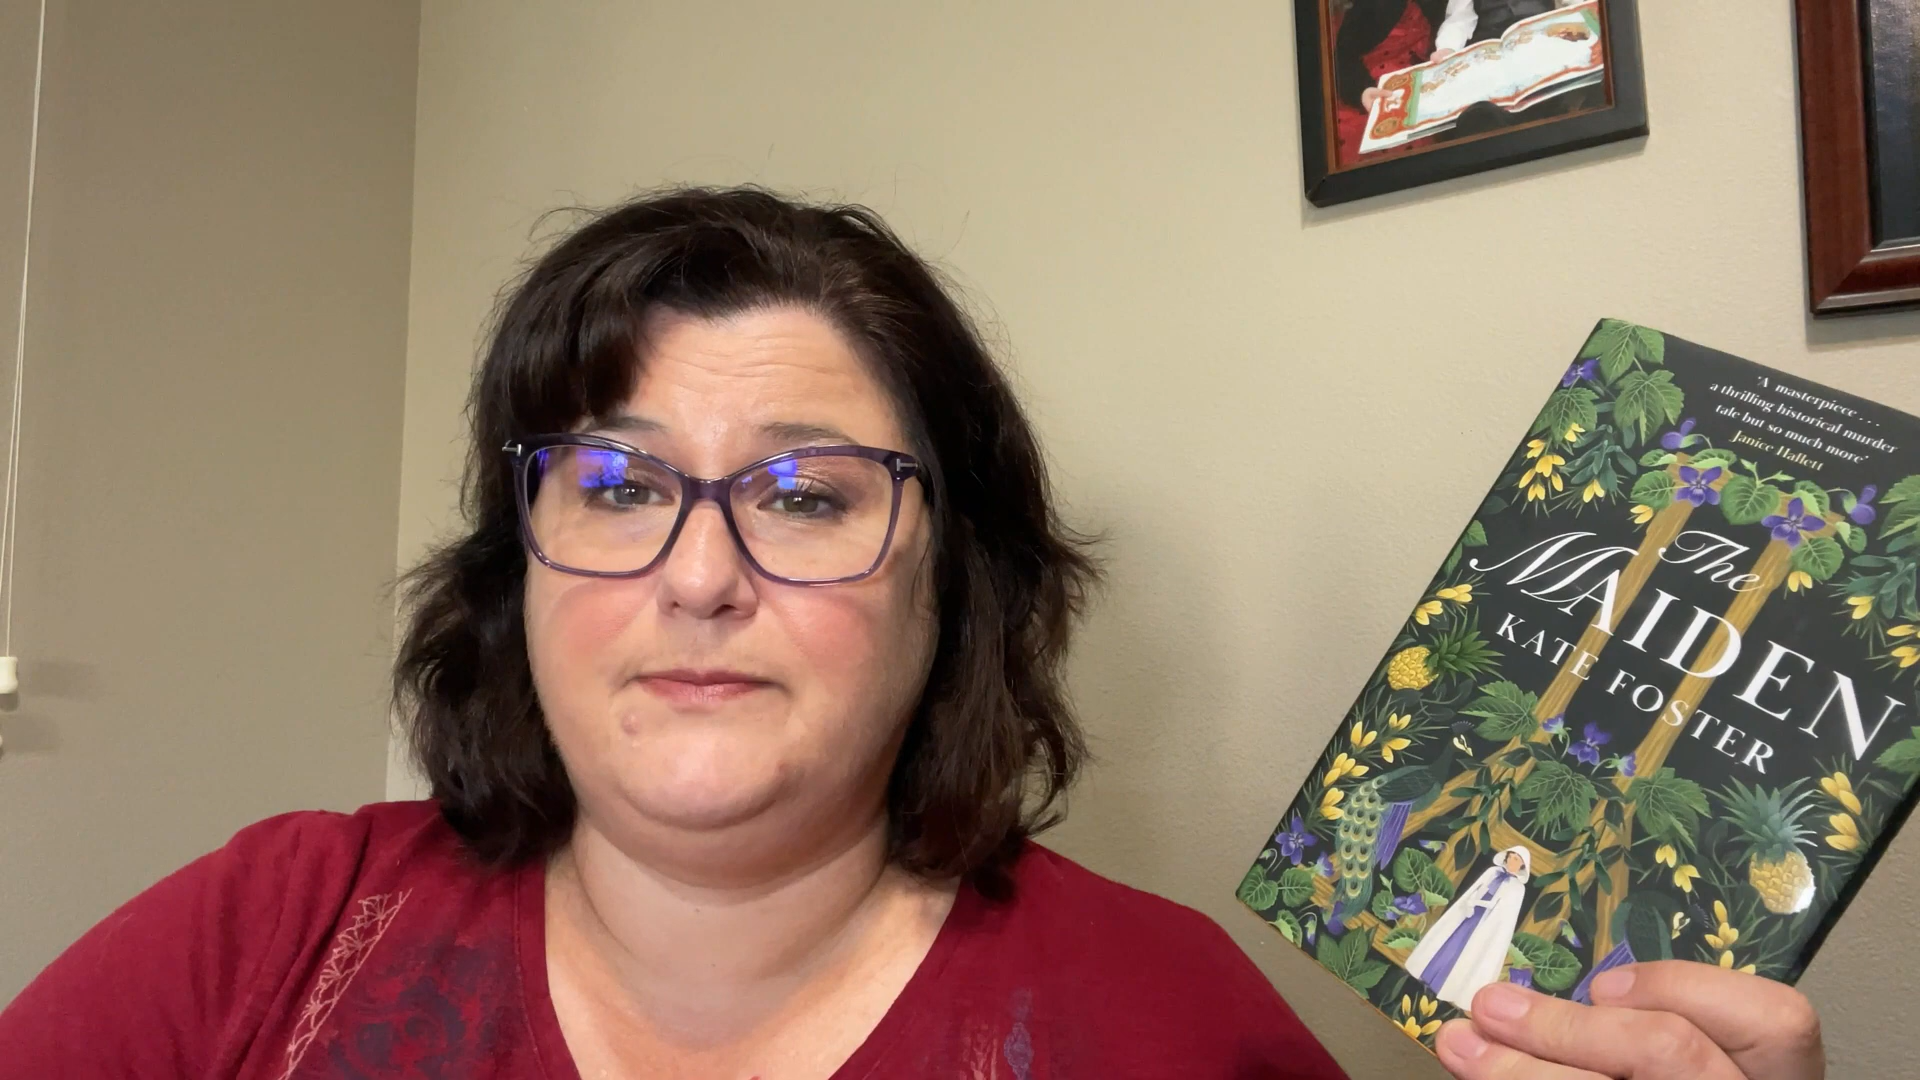 'A masterpiece . . .
a thrilling historical murder
tale but so much more'
Janice Hallett
The
MAIDEN
KATE FOSTER